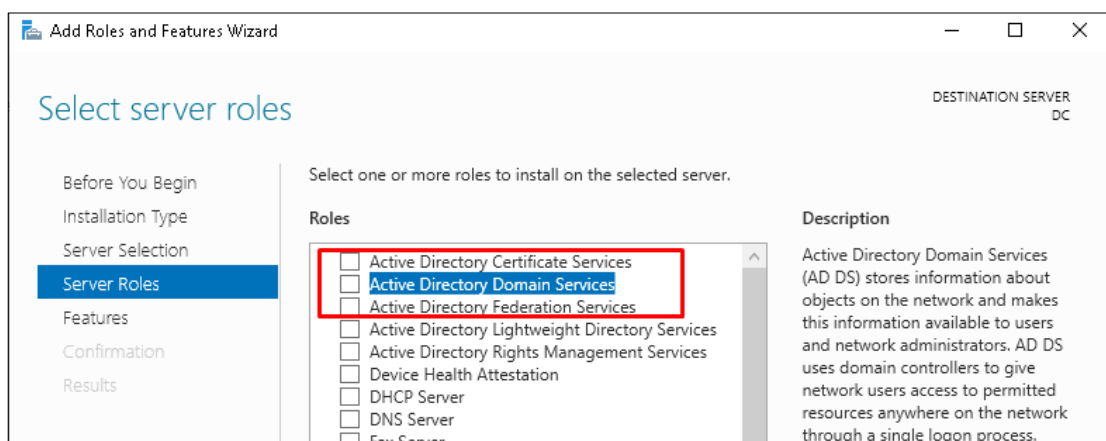 Add Roles and Features Wizard
Select server roles
DESTINATION SERVER
DC
Before You Begin
Installation Type
Server Selection
Server Roles
Features
Confirmation
Results
Select one or more roles to install on the selected server.
Roles
Active Directory Certificate Services
Active Directory Domain Services
Active Directory Federation Services
Active Directory Lightweight Directory Services
Active Directory Rights Management Services
Device Health Attestation
DHCP Server
DNS Server
Fax Server
Description
Active Directory Domain Services
(AD DS) stores information about
objects on the network and makes
this information available to users
and network administrators. AD DS
uses domain controllers to give
network users access to permitted
resources anywhere on the network
through a single logon process.